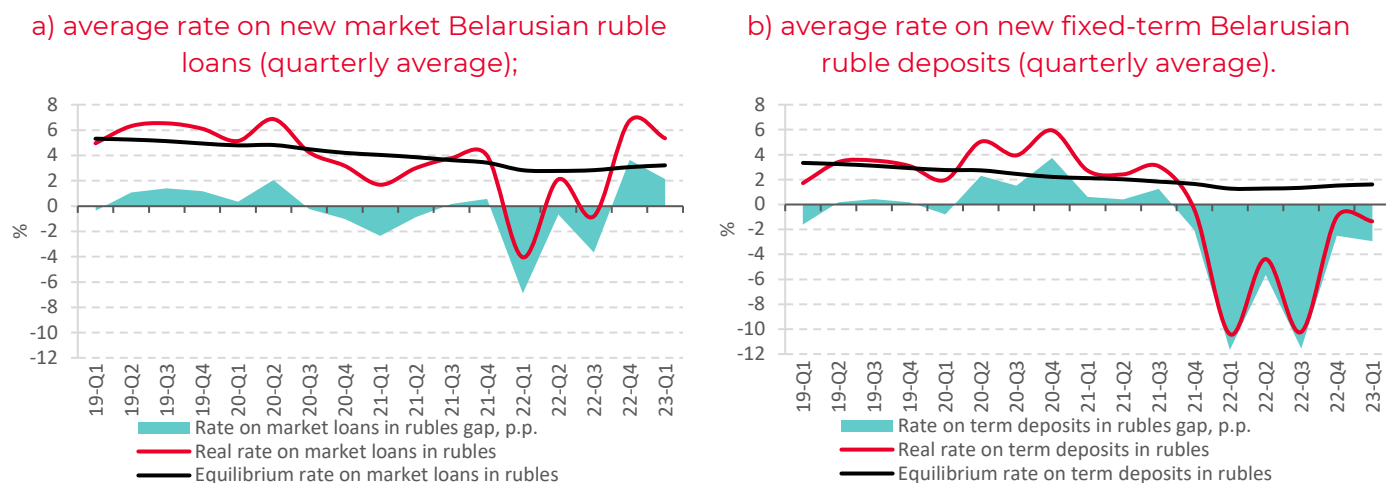 a) average rate on new market Belarusian ruble
loans (quarterly average);
8
6
4
2
0
-2
-4
-6
-8
-10
-12
%
19-Q1
19-Q2
19-Q3
19-Q4
20-Q1
20-Q2
20-Q3
20-Q4
21-Q1
21-Q2
21-Q3
21-Q4
22-Q1
22-Q2
22-Q3
22-Q4
23-Q1
Rate on market loans in rubles gap, p.p.
Real rate on market loans in rubles
Equilibrium rate on market loans in rubles
b) average rate on new fixed-term Belarusian
ruble deposits (quarterly average).
8
6
4
2
0
-2
-4
-6
-8
-10
-12
%
19-Q1
19-Q2
19-Q3
19-Q4
20-Q1
20-Q2
20-Q3
20-Q4
21-Q1
21-Q2
21-Q3
21-Q4
22-Q1
22-Q2
22-Q3
22-Q4
23-Q1
Rate on term deposits in rubles gap, p.p.
Real rate on term deposits in rubles
Equilibrium rate on term deposits in rubles